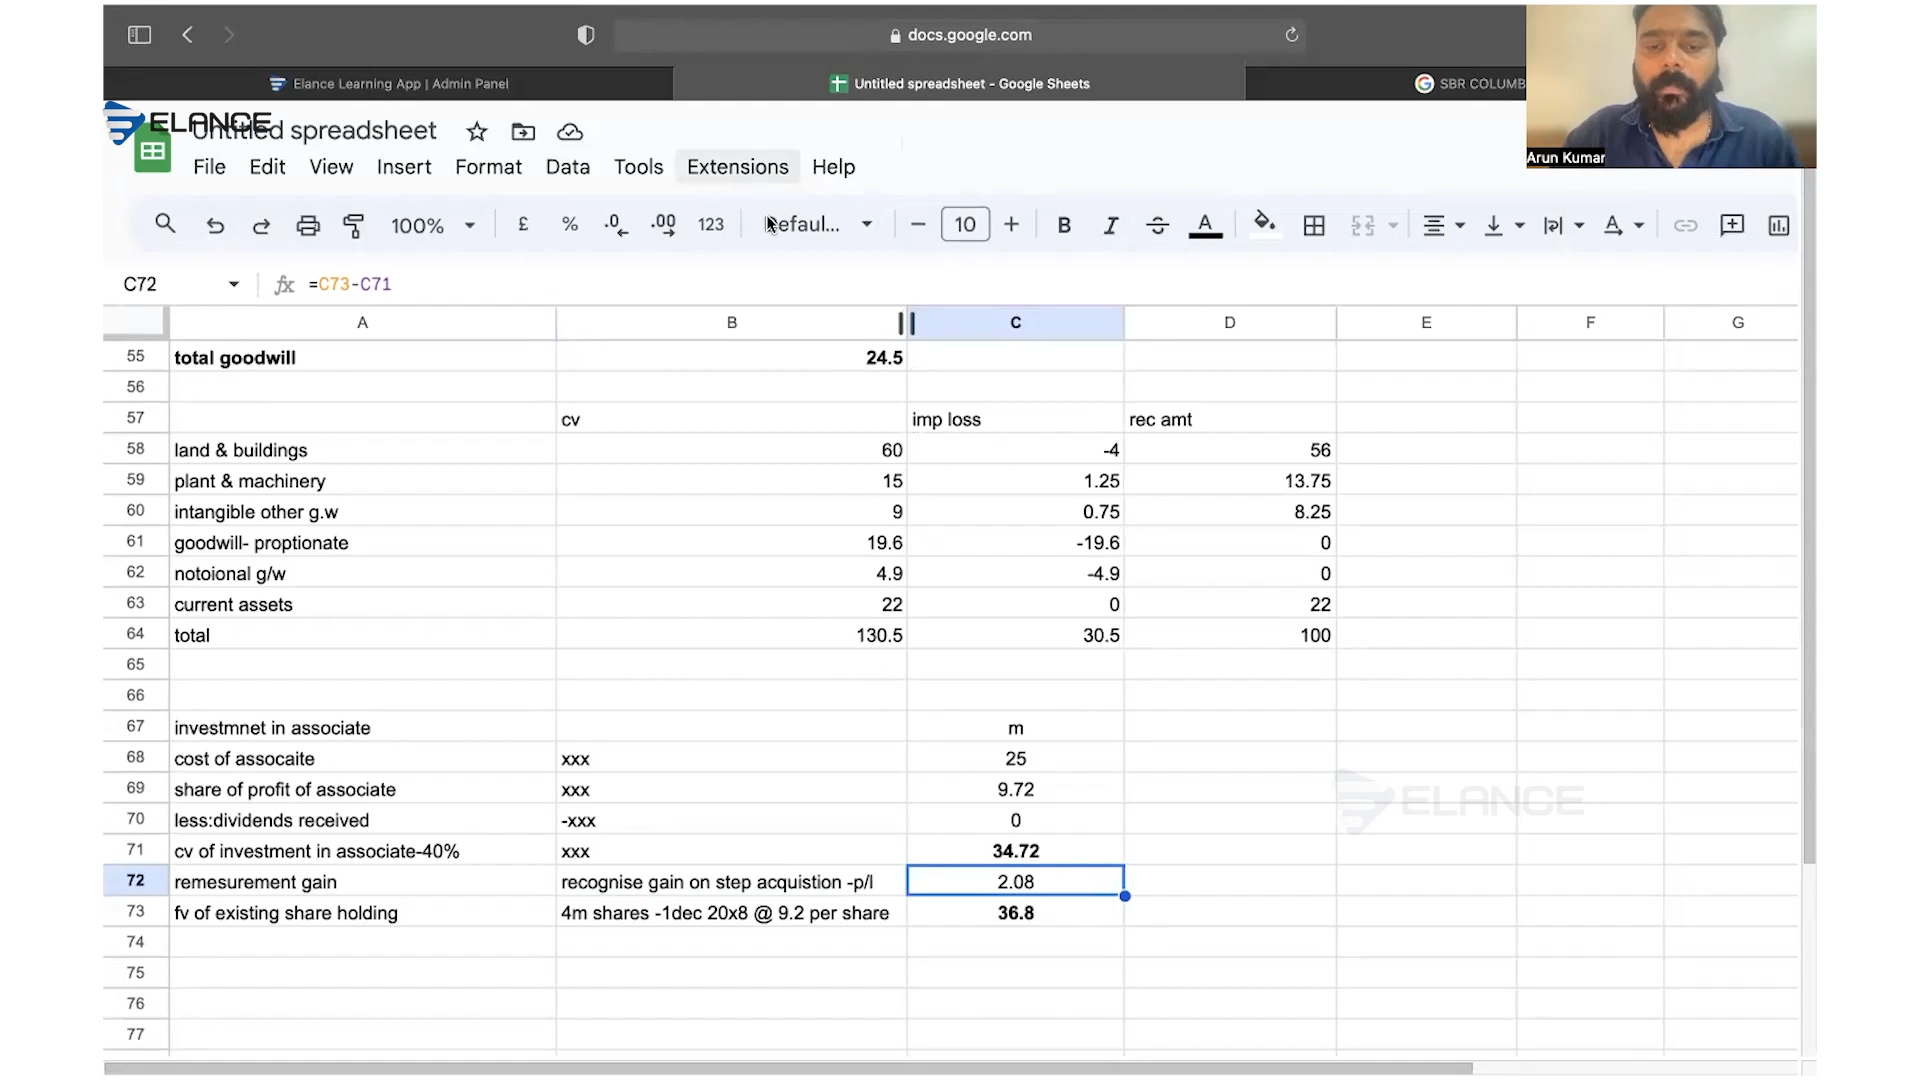 docs.google.com
Elance Learning App | Admin Panel
Untitled spreadsheet - Google Sheets
SBR COLUMB
Arun Kumar
ELANCE
Untitled spreadsheet
File Edit View Insert Format Data Tools Extensions Help
100% £ % .0 .00 123 Defaul... 10 B I S A
C72 fx =C73-C71
A B C D E F G
55 total goodwill 24.5
56
57 cv imp loss rec amt
58 land & buildings 60 -4 56
59 plant & machinery 15 1.25 13.75
60 intangible other g.w 9 0.75 8.25
61 goodwill- proptionate 19.6 -19.6 0
62 notoional g/w 4.9 -4.9 0
63 current assets 22 0 22
64 total 130.5 30.5 100
65
66
67 investmnet in associate m
68 cost of assocaite xxx 25
69 share of profit of associate xxx 9.72
70 less:dividends received -xxx 0
71 cv of investment in associate-40% xxx 34.72
72 remesurement gain recognise gain on step acquistion -p/l 2.08
73 fv of existing share holding 4m shares -1dec 20x8 @ 9.2 per share 36.8
74
75
76
77
ELANCE